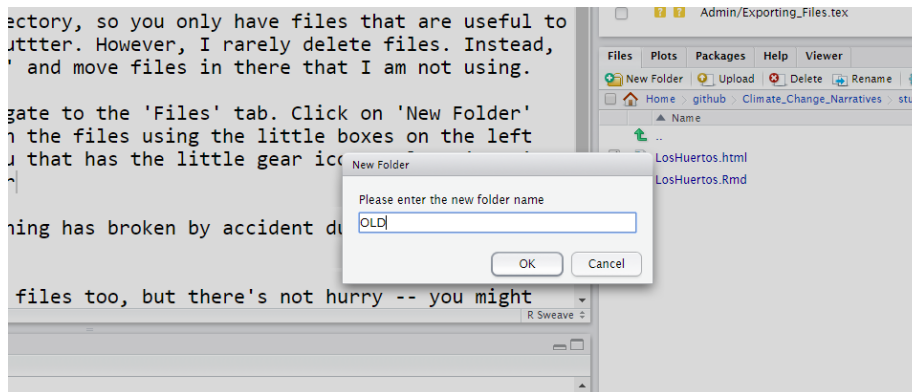 ectory, so you only have files that are useful to
uttter. However, I rarely delete files. Instead,
' and move files in there that I am not using.
gate to the 'Files' tab. Click on 'New Folder'
the files using the little boxes on the left
that has the little gear
ning has broken by accident
files too, but there's not hurry -- you might
R Sweave
Admin/Exporting_Files.tex
Files Plots Packages Help Viewer
New Folder Upload Delete Rename
Home github Climate_Change_Narratives stu
Name
..
LosHuertos.html
LosHuertos.Rmd
New Folder
Please enter the new folder name
OLD
OK Cancel